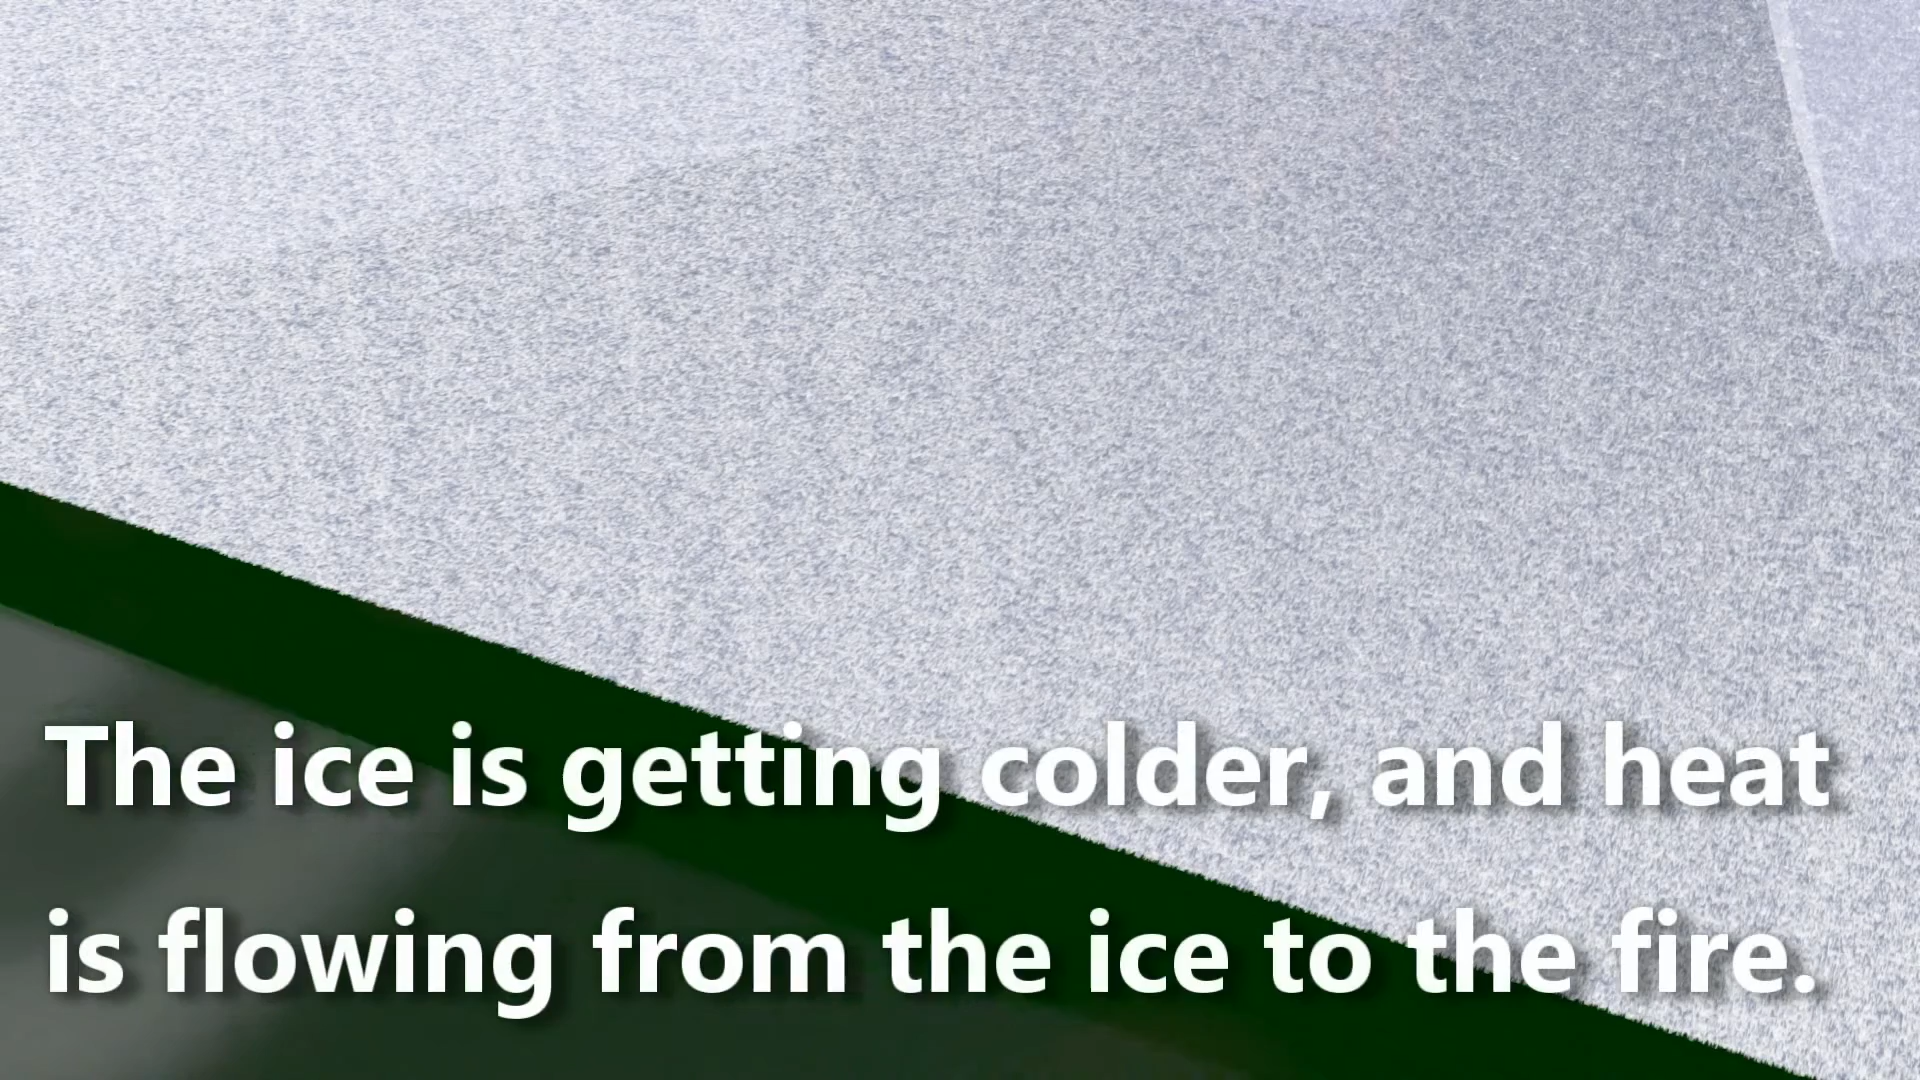 The ice is getting colder, and heat
is flowing from the ice to the fire.